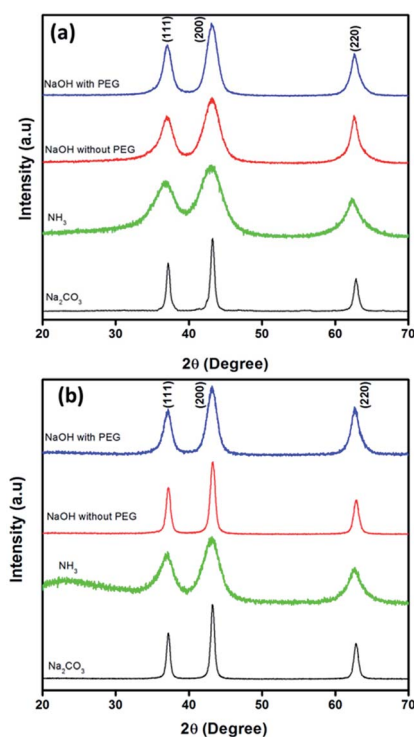 (a)
(111)
(200)
(220)
NaOH with PEG
NaOH without PEG
NH₃
Na₂CO₃
Intensity (a.u)
20 30 40 50 60 70
2θ (Degree)
(b)
(111)
(200)
(220)
NaOH with PEG
NaOH without PEG
NH₃
Na₂CO₃
Intensity (a.u)
20 30 40 50 60 70
2θ (Degree)